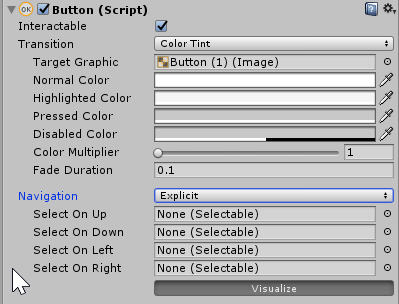 OK Button (Script)
Interactable
Transition Color Tint
Target Graphic Button (1) (Image)
Normal Color
Highlighted Color
Pressed Color
Disabled Color
Color Multiplier 1
Fade Duration 0.1
Navigation Explicit
Select On Up None (Selectable)
Select On Down None (Selectable)
Select On Left None (Selectable)
Select On Right None (Selectable)
Visualize